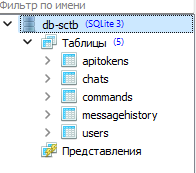 Фильтр по имени
db-sctb (SQLite 3)
Таблицы (5)
apitokens
chats
commands
messagehistory
users
Представления